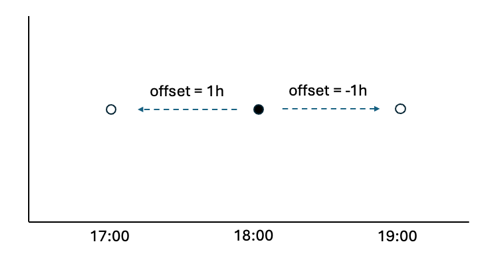 offset = 1h
offset = -1h
17:00
18:00
19:00